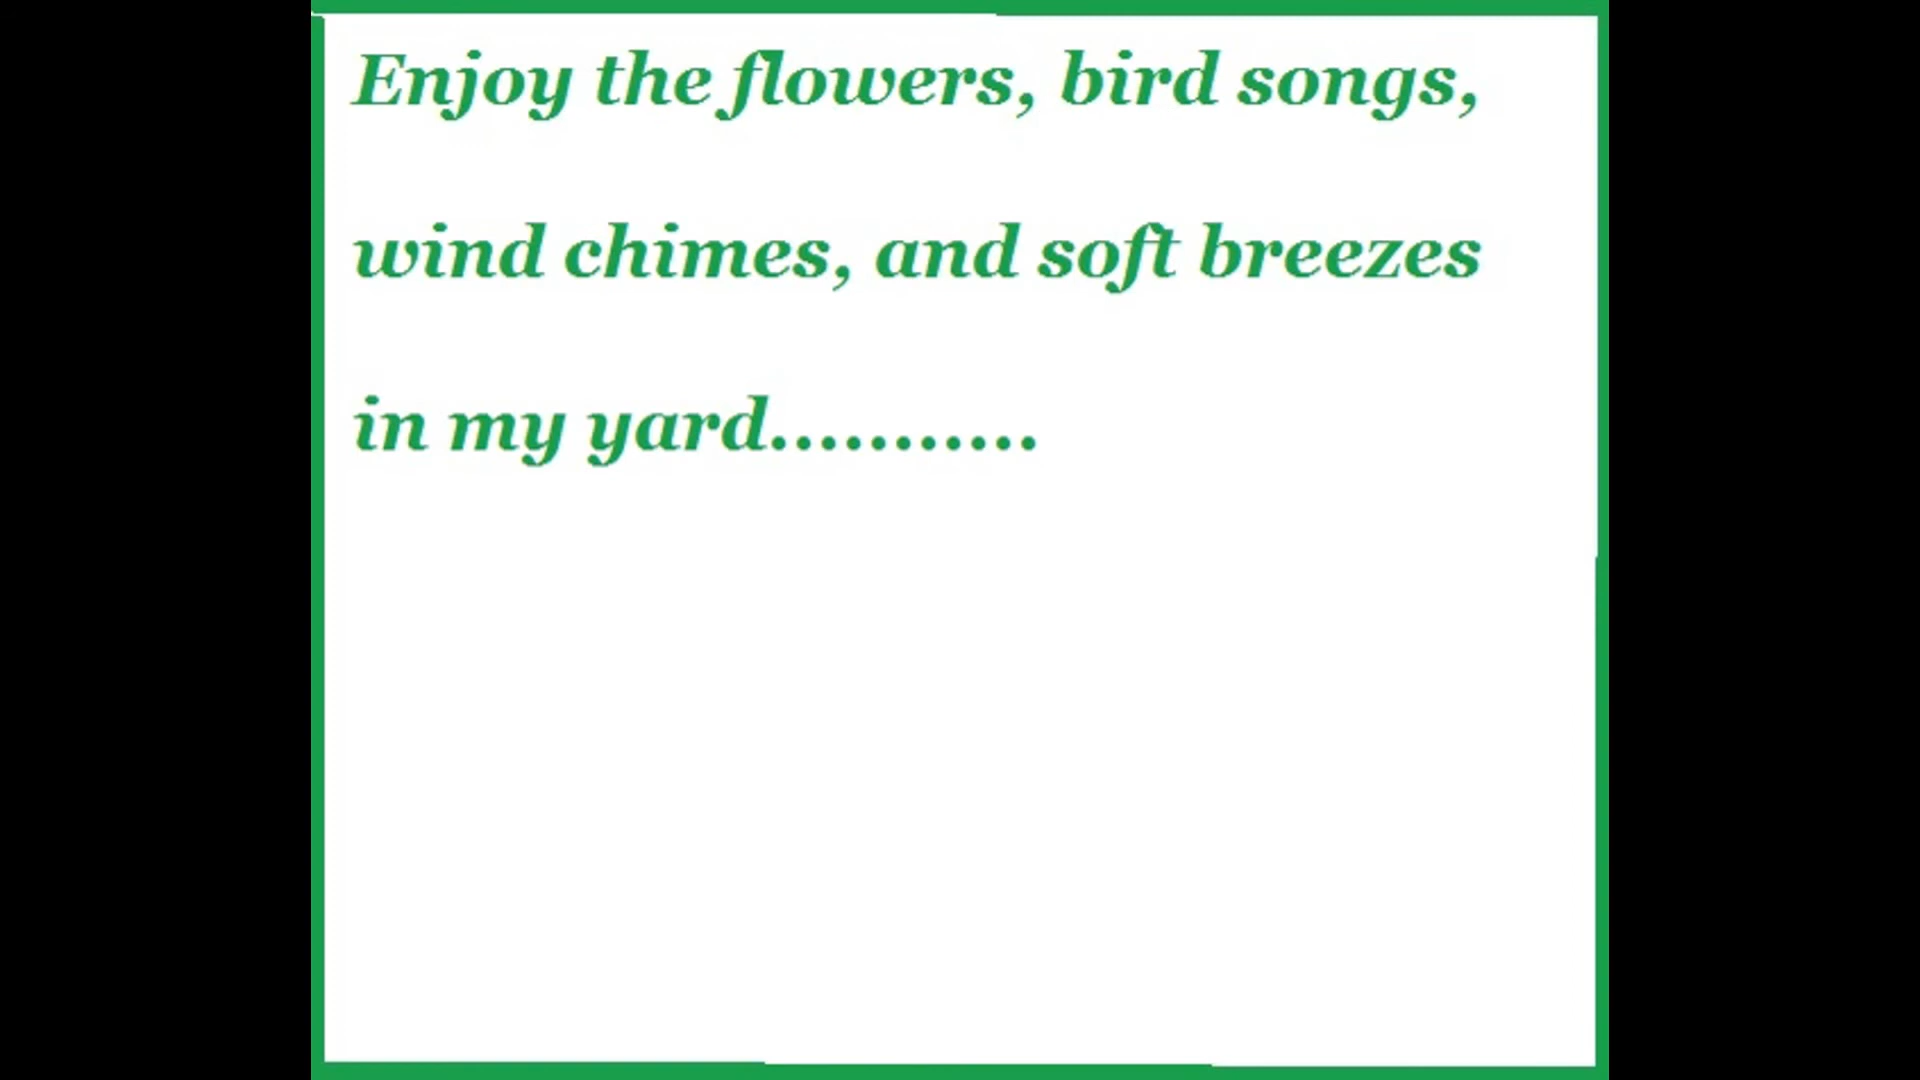 Enjoy the flowers, bird songs,
wind chimes, and soft breezes
in my yard...........